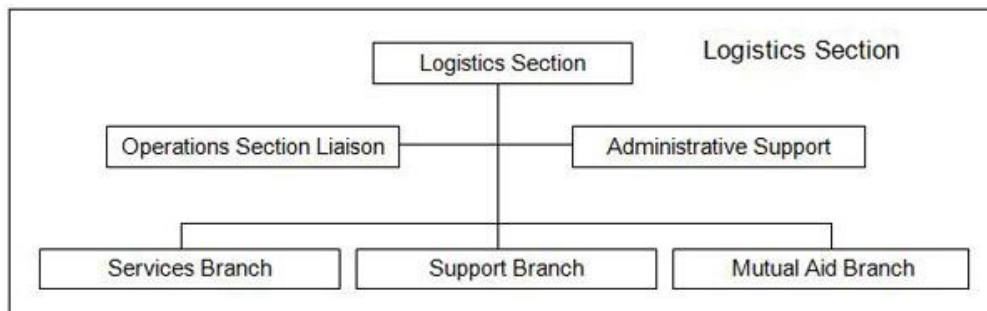 Logistics Section
Logistics Section
Operations Section Liaison
Administrative Support
Services Branch
Support Branch
Mutual Aid Branch